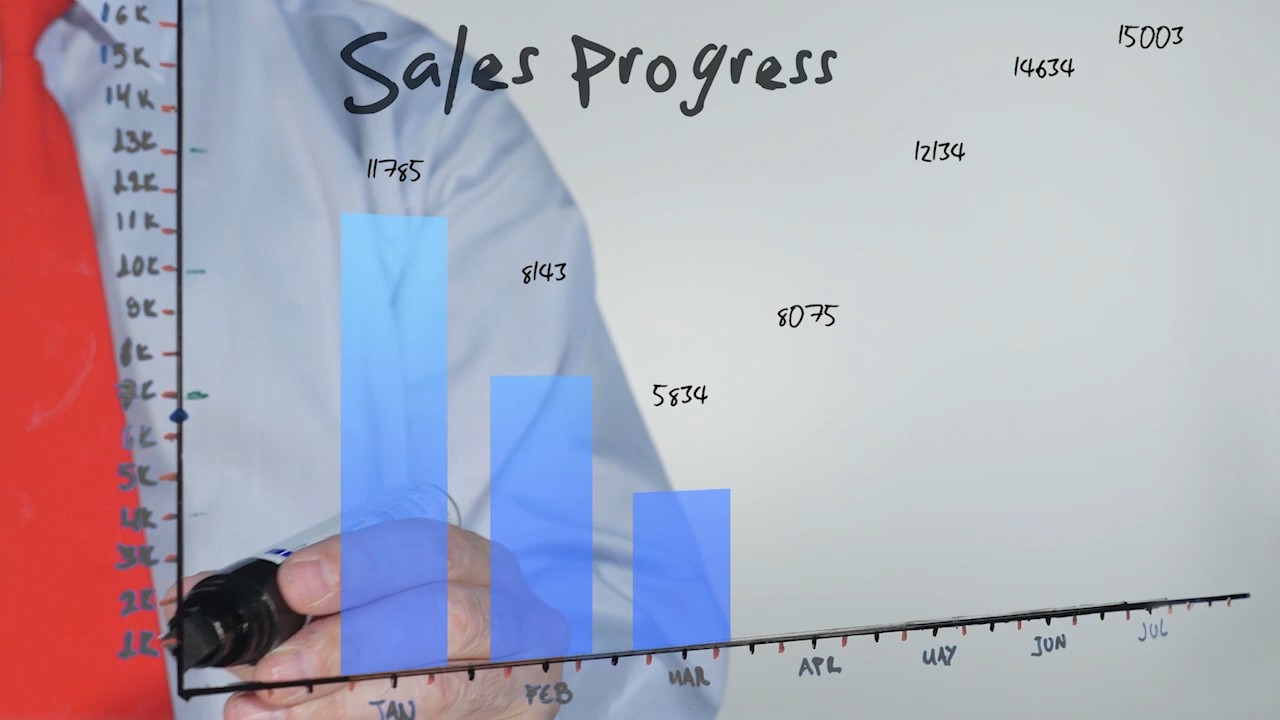 Sales Progress
16K
15K
14K
13K
12K
11K
10K
9K
8K
7K
6K
5K
4K
3K
2K
1K
11785
8143
5834
8075
12134
14634
15003
JAN
FEB
MAR
APR
MAY
JUN
JUL